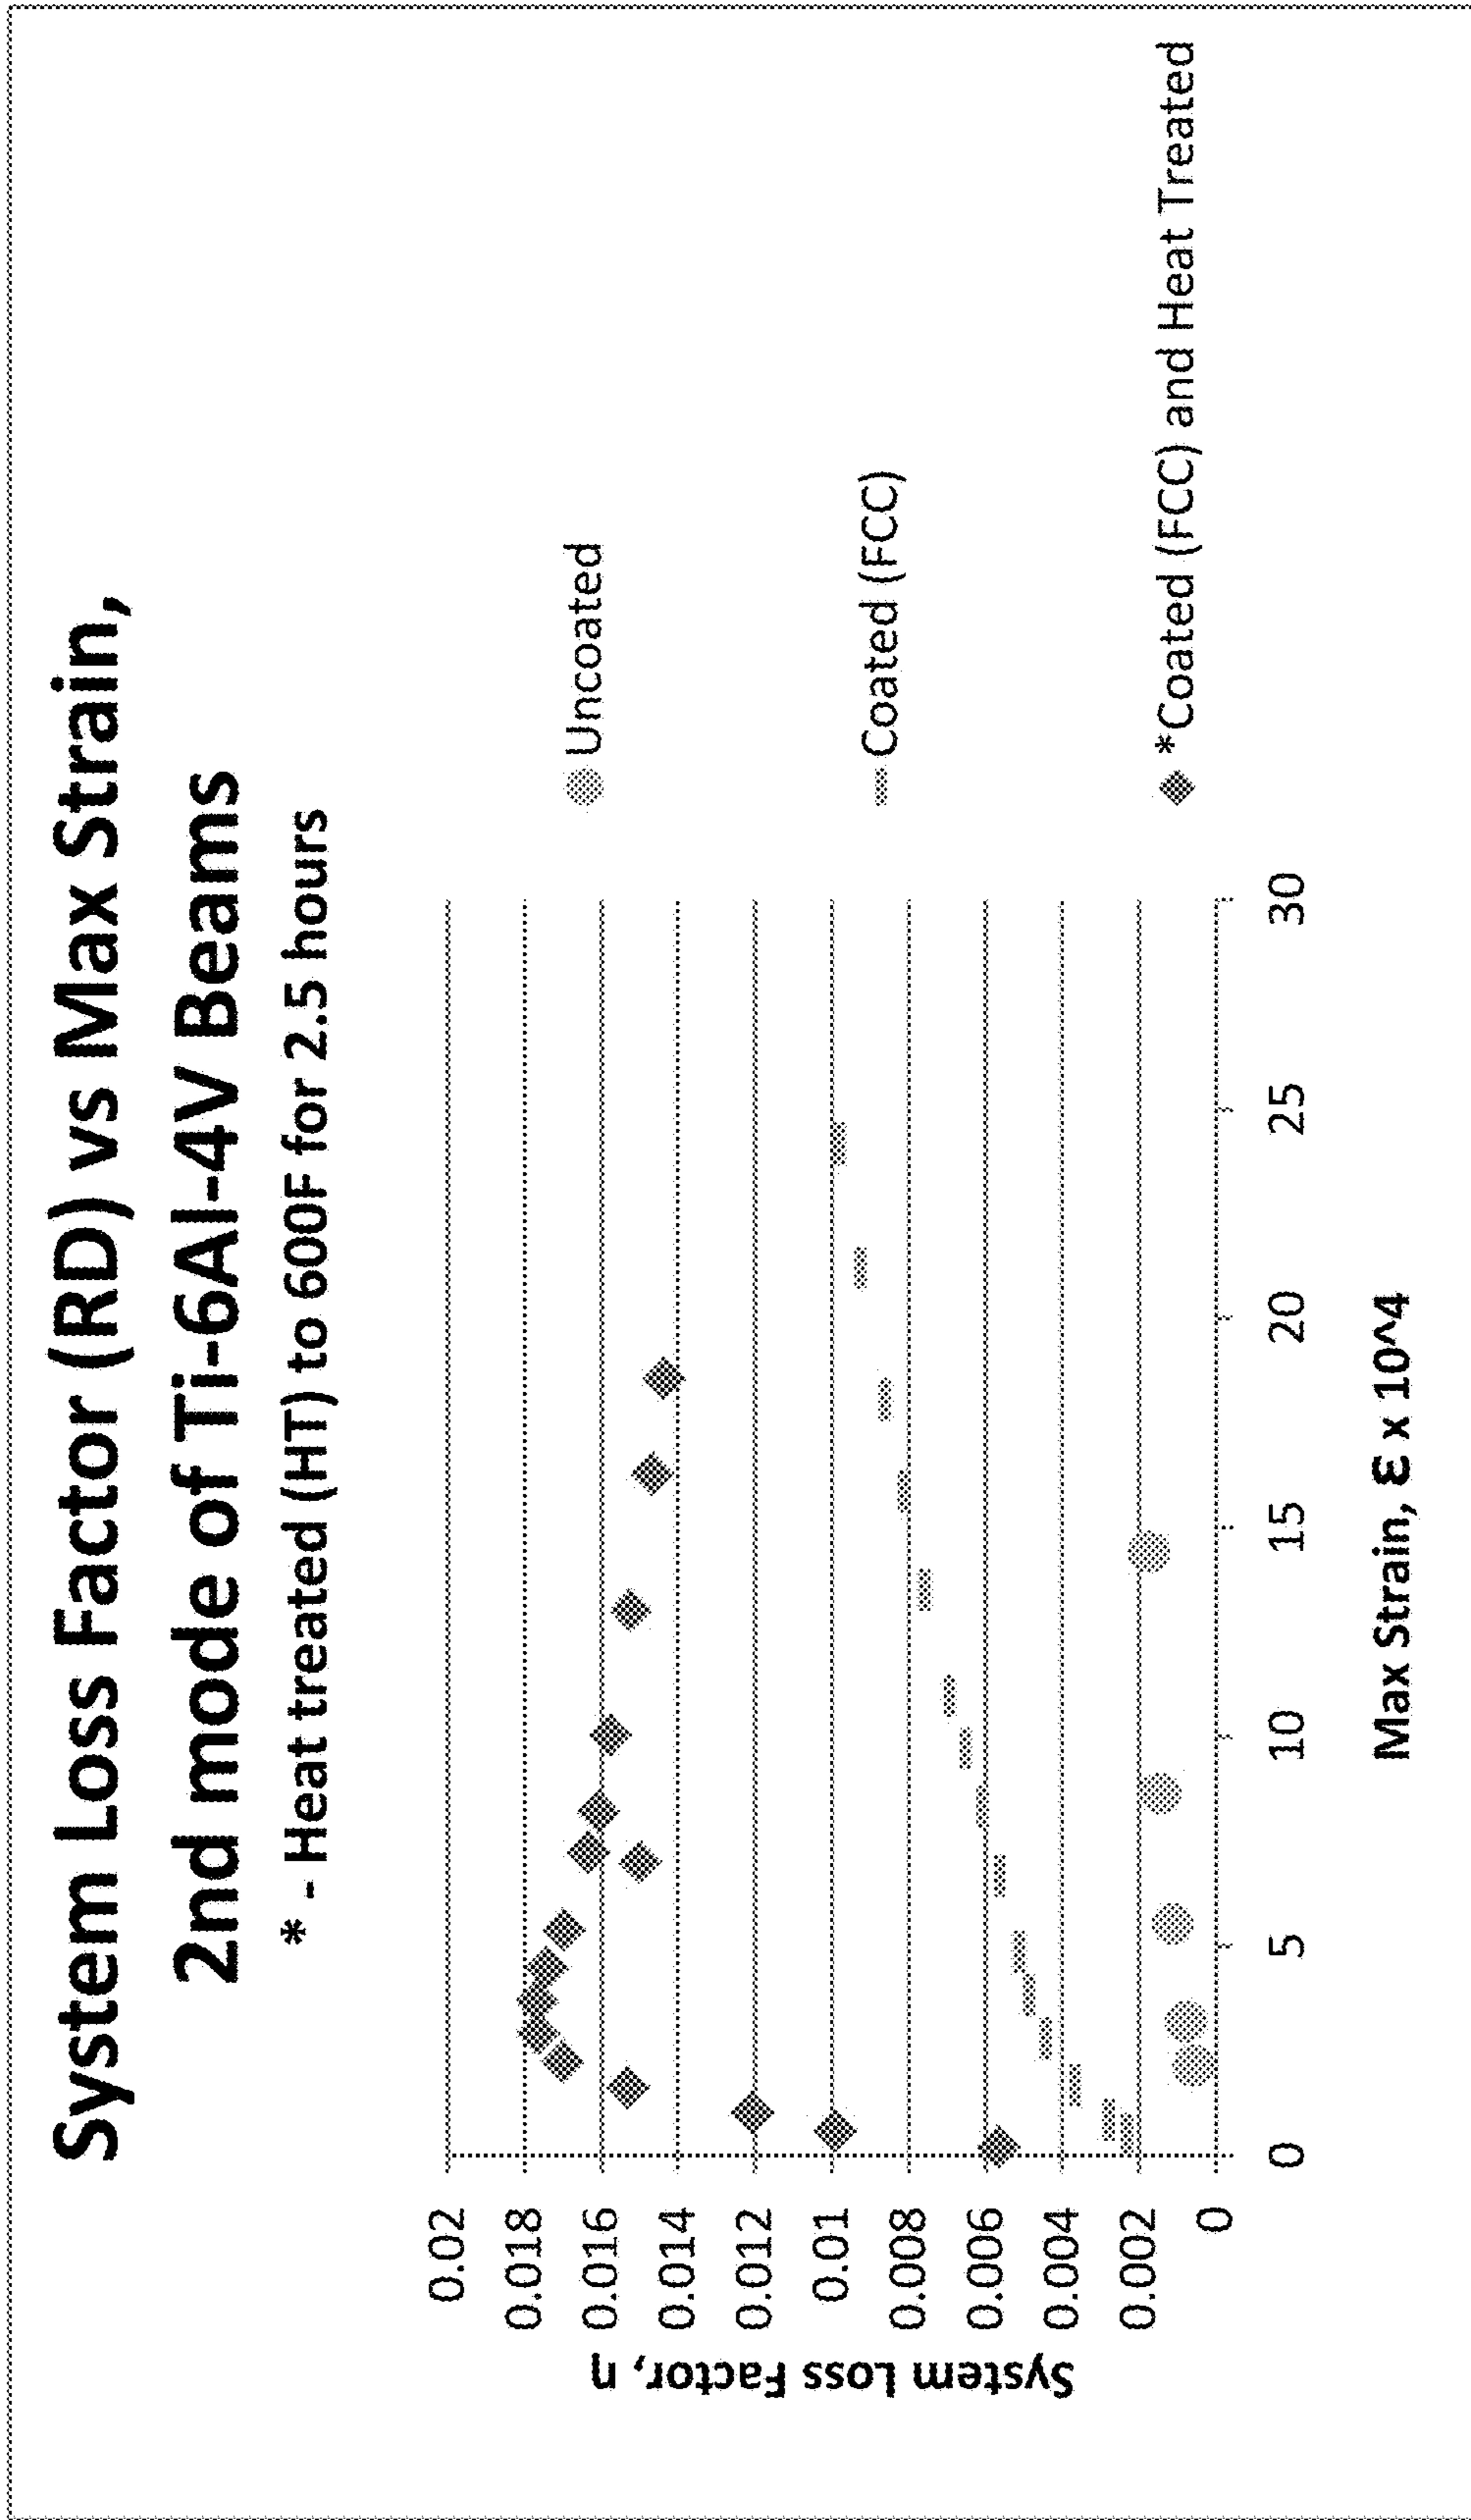 System Loss Factor (RD) vs Max Strain,
2nd mode of Ti-6Al-4V Beams
* - Heat treated (HT) to 600F for 2.5 hours
System Loss Factor, η
0.02
0.018
0.016
0.014
0.012
0.01
0.008
0.006
0.004
0.002
0
0 5 10 15 20 25 30
Max Strain, ε x 10^4
Uncoated
Coated (FCC)
*Coated (FCC) and Heat Treated